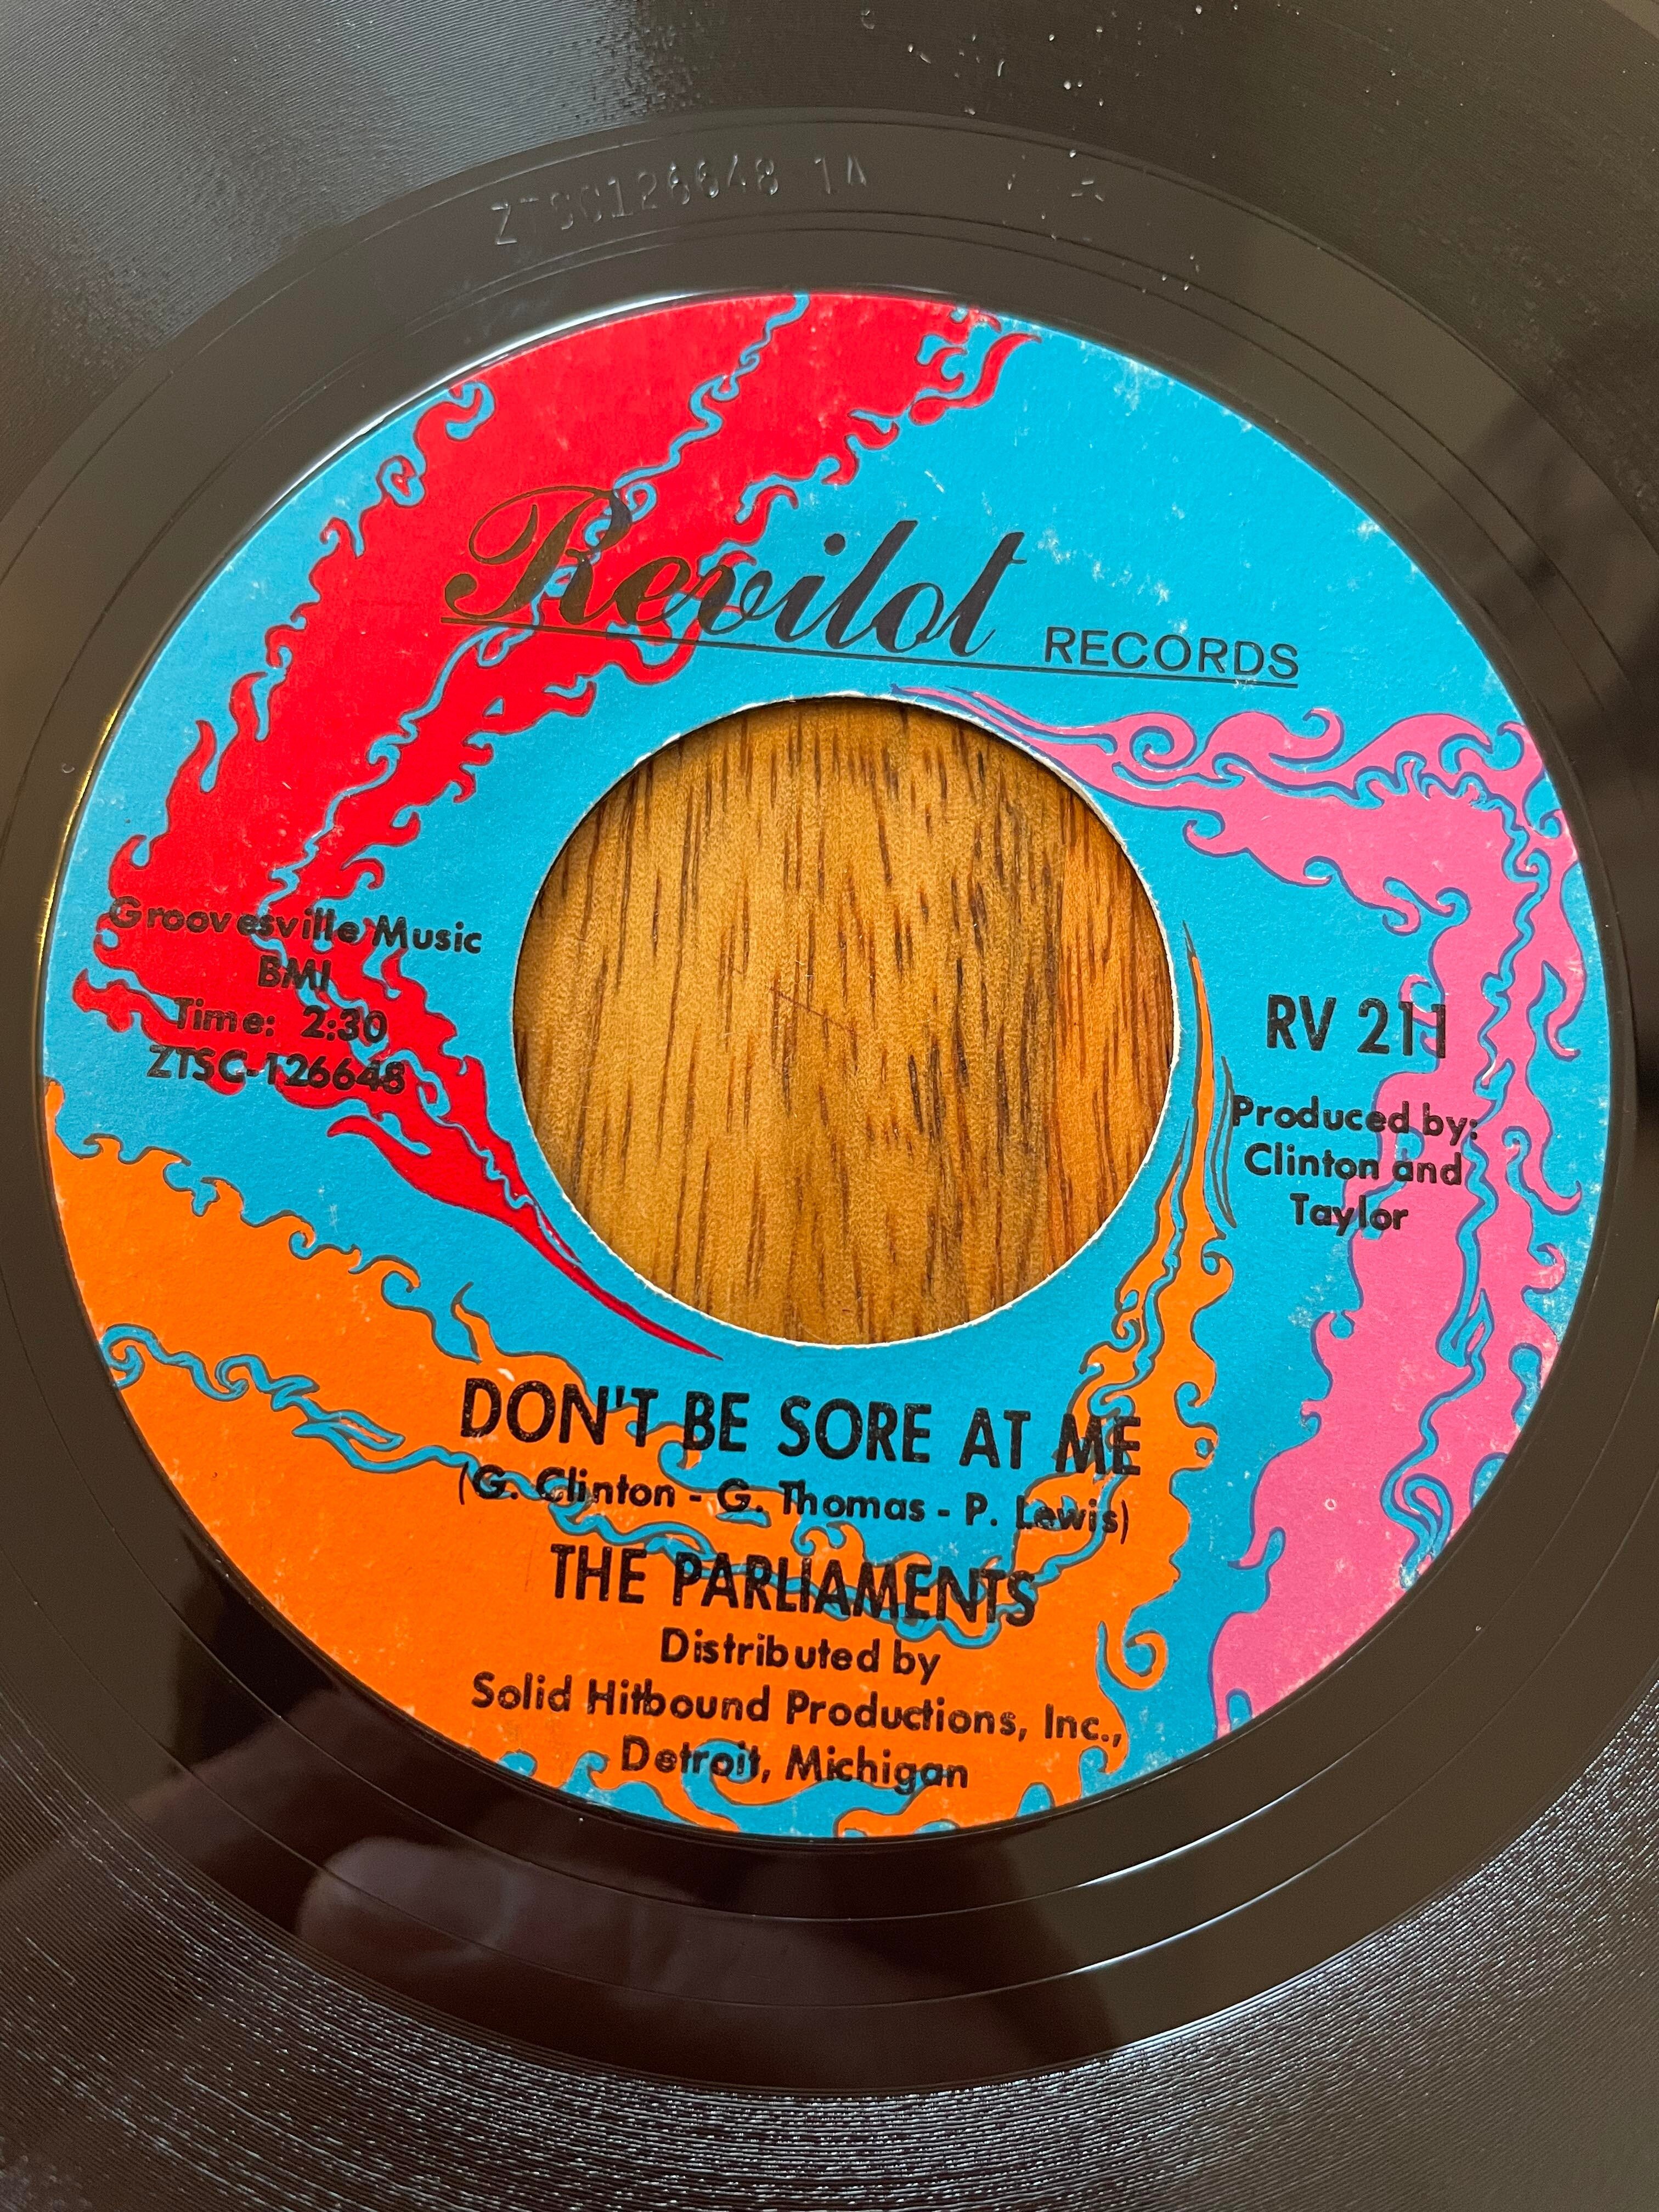 ZTSC126648 1A
Revilot RECORDS
Groovesville Music
BMI
Time: 2:30
ZTSC-126648
RV 211
Produced by:
Clinton and
Taylor
DON'T BE SORE AT ME
(G. Clinton - G. Thomas - P. Lewis)
THE PARLIAMENTS
Distributed by
Solid Hitbound Productions, Inc.,
Detroit, Michigan